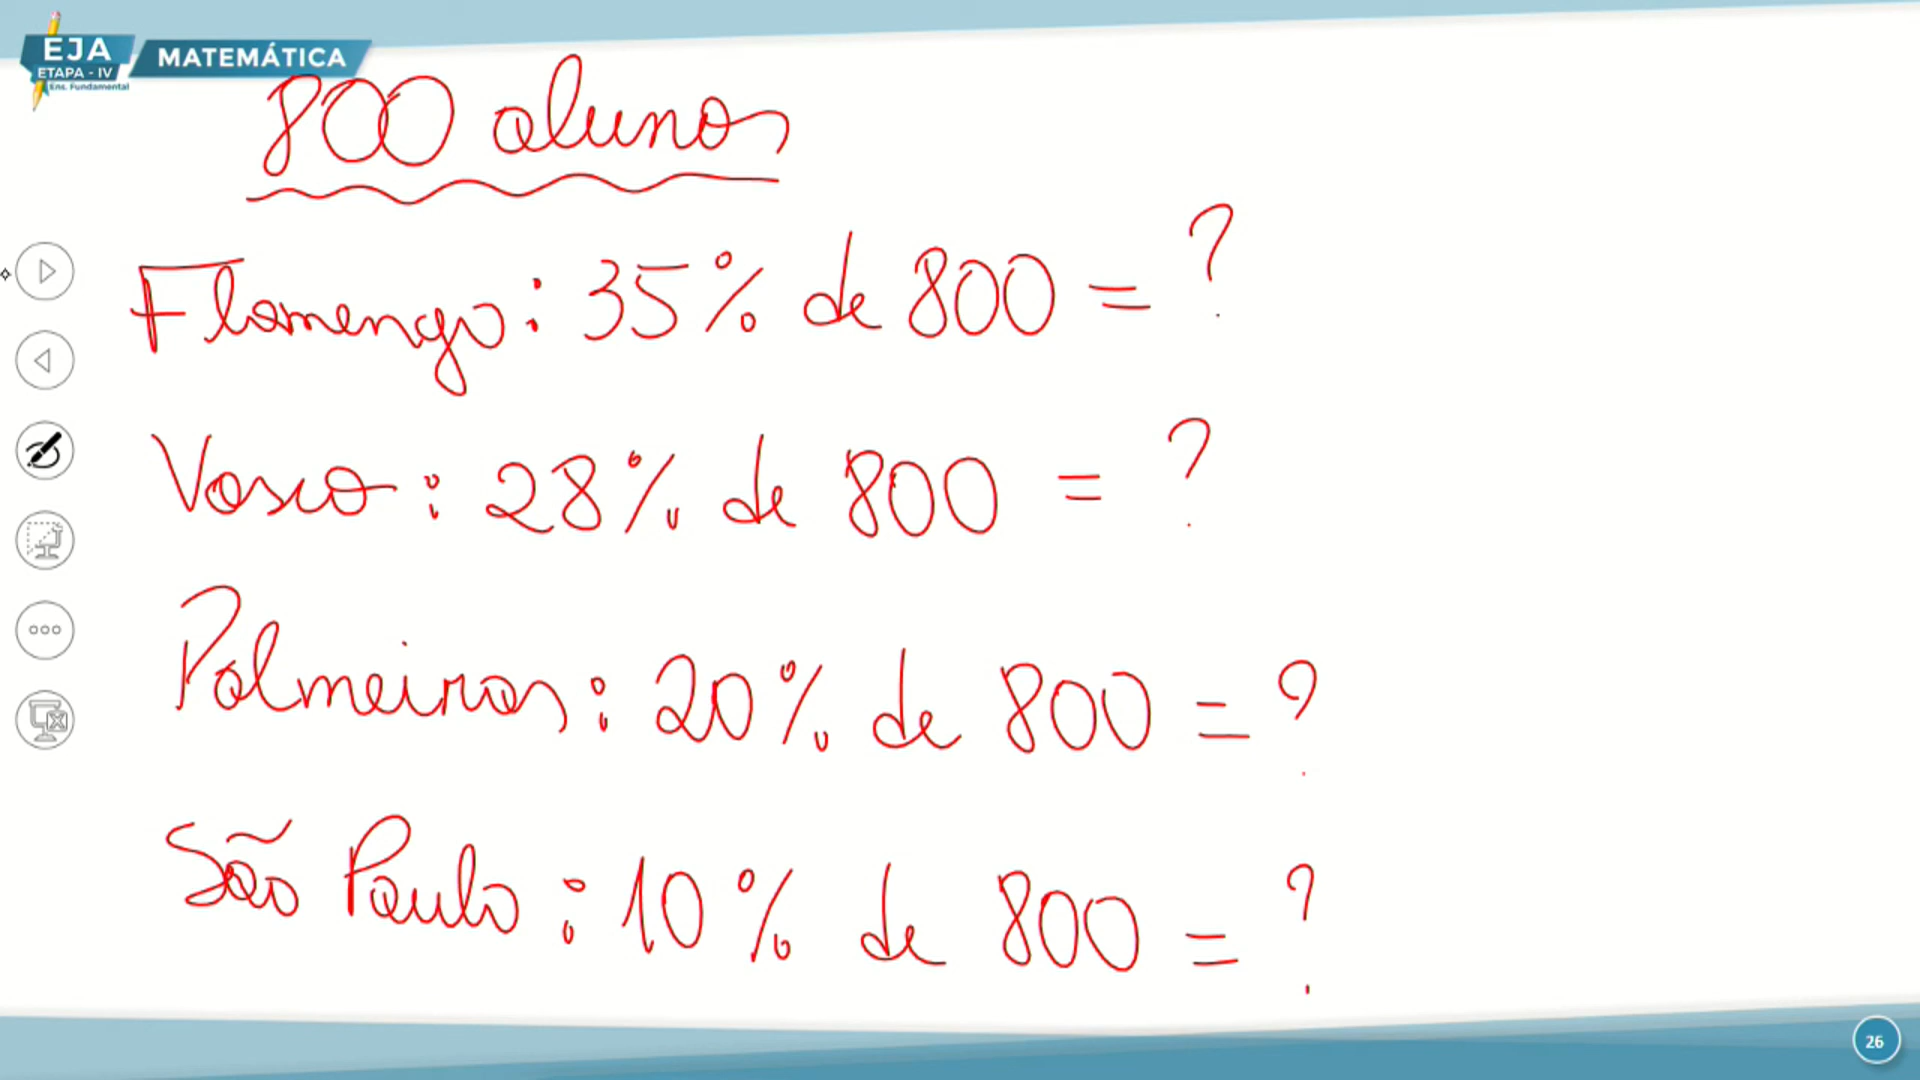 EJA
ETAPA - IV
Ens. Fundamental
MATEMÁTICA
800 alunos
Flamengo: 35% de 800 = ?
Vasco: 28% de 800 = ?
Palmeiras: 20% de 800 = ?
São Paulo: 10% de 800 = ?
26